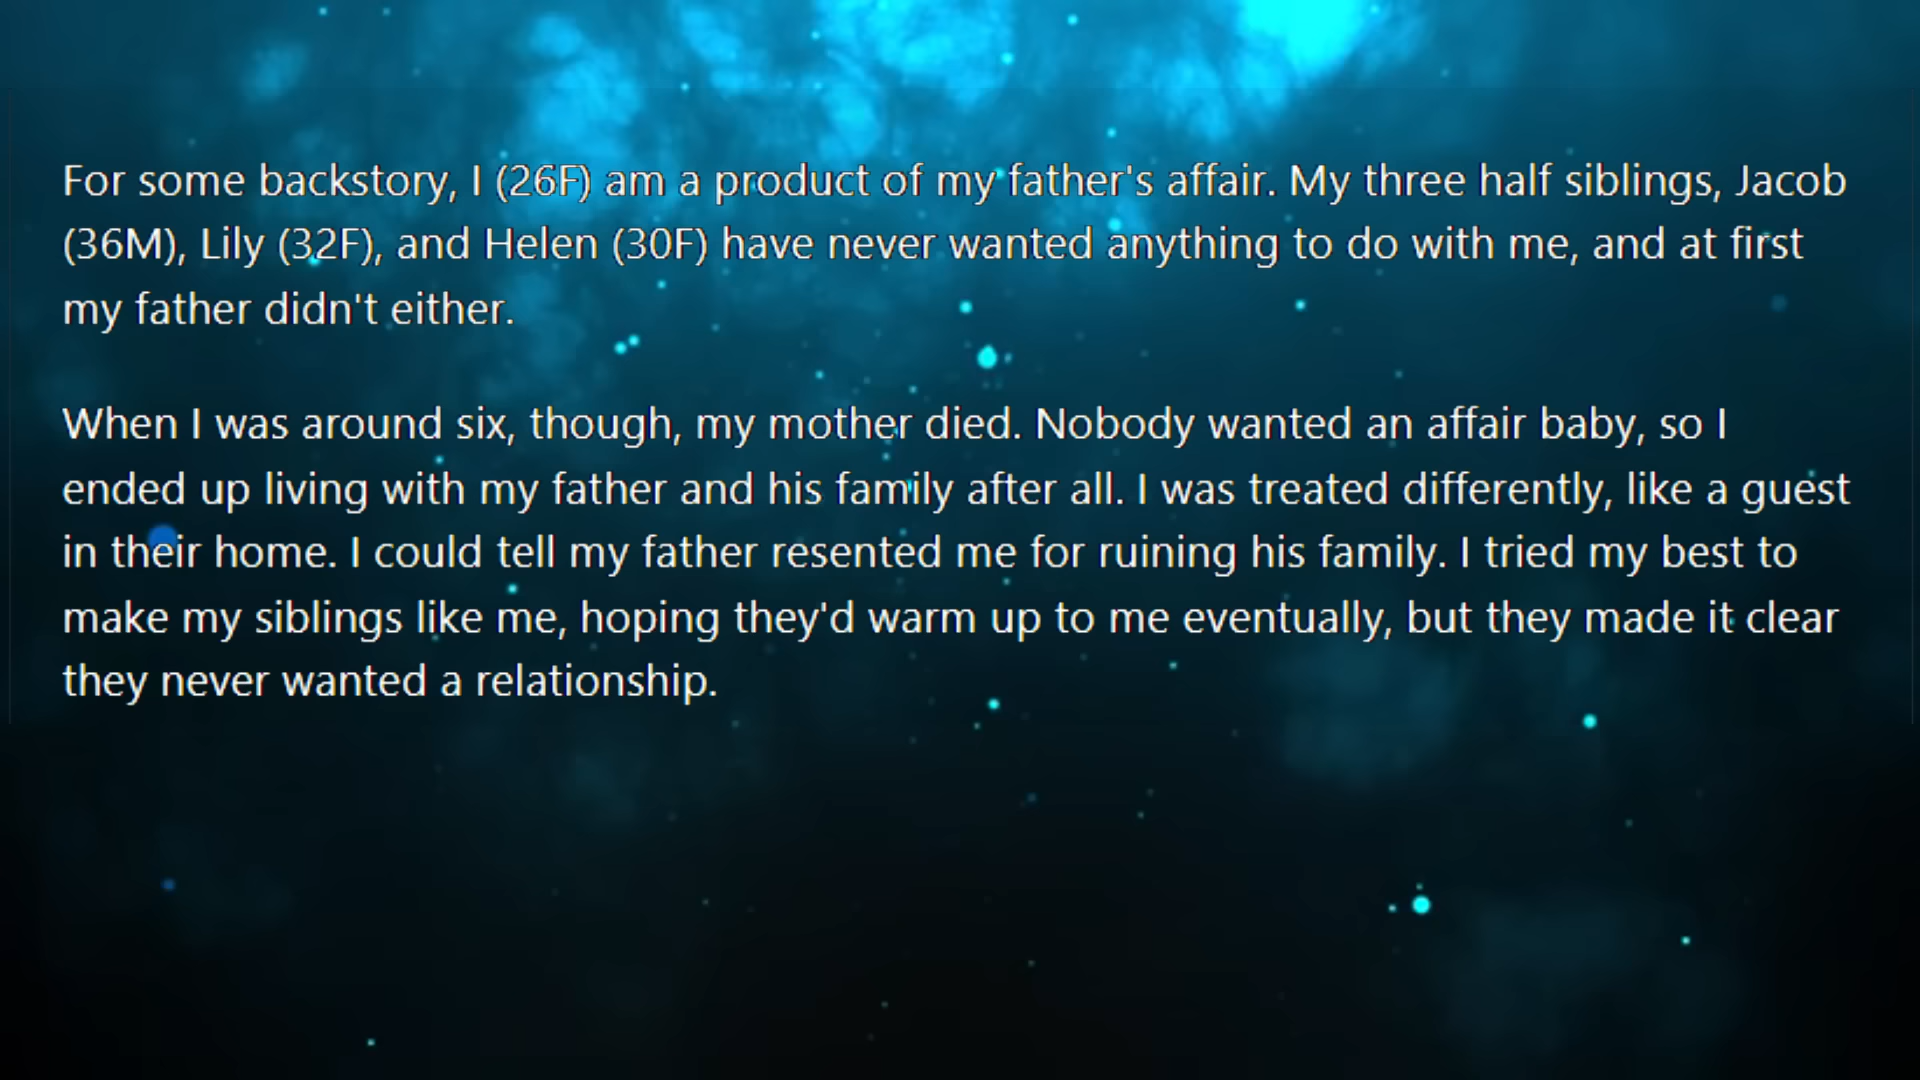 For some backstory, I (26F) am a product of my father's affair. My three half siblings, Jacob
(36M), Lily (32F), and Helen (30F) have never wanted anything to do with me, and at first
my father didn't either.
When I was around six, though, my mother died. Nobody wanted an affair baby, so I
ended up living with my father and his family after all. I was treated differently, like a guest
in their home. I could tell my father resented me for ruining his family. I tried my best to
make my siblings like me, hoping they'd warm up to me eventually, but they made it clear
they never wanted a relationship.